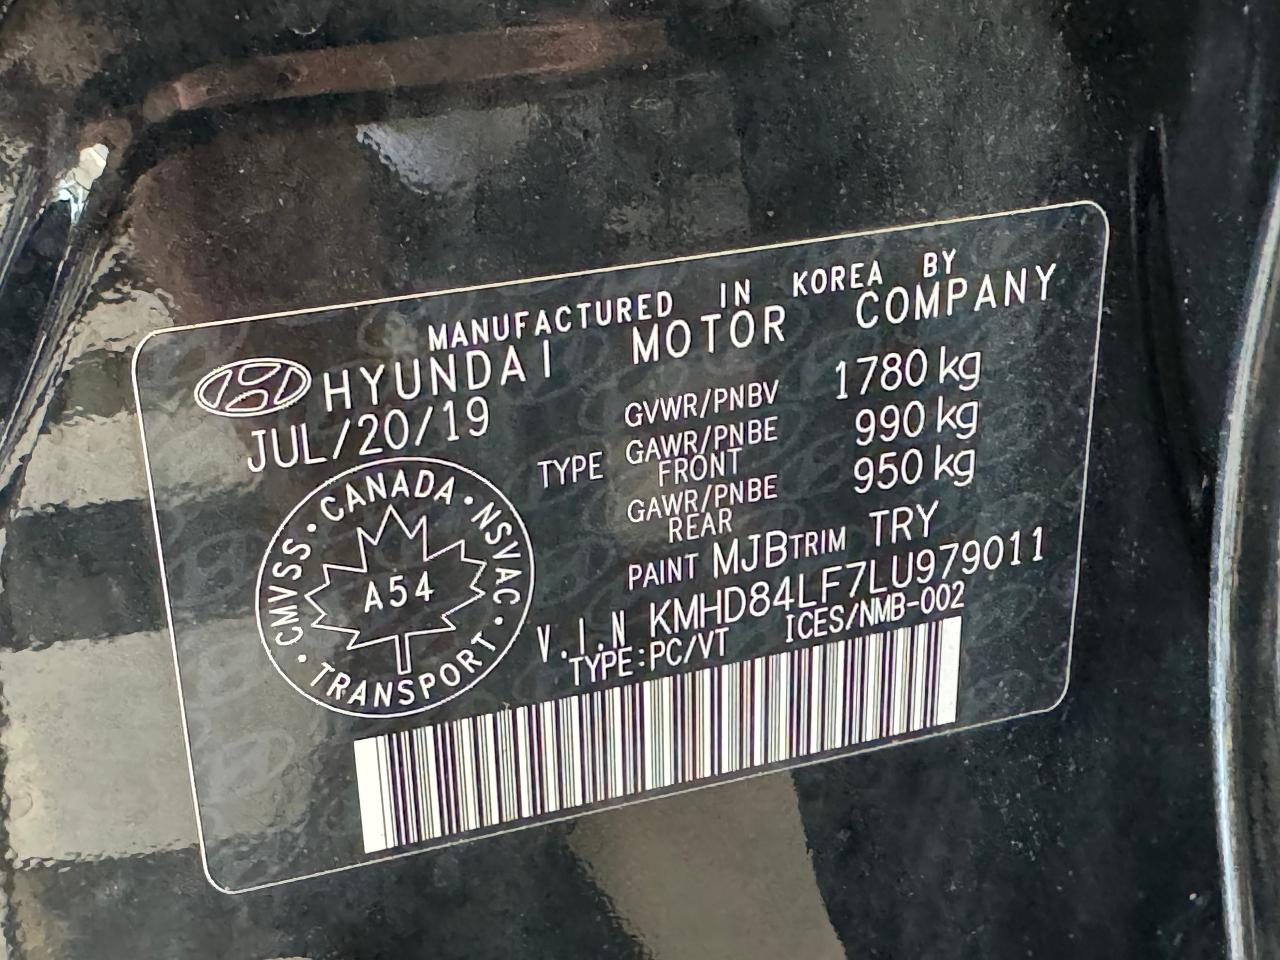 MANUFACTURED IN KOREA BY
HYUNDAI MOTOR COMPANY
JUL/20/19
GVWR/PNBV 1780 kg
TYPE GAWR/PNBE FRONT 990 kg
GAWR/PNBE REAR 950 kg
PAINT MJB TRIM TRY
V.I.N KMHD84LF7LU979011
TYPE:PC/VT ICES/NMB-002
CANADA · NSVAC · TRANSPORT · CMVSS ·
A54